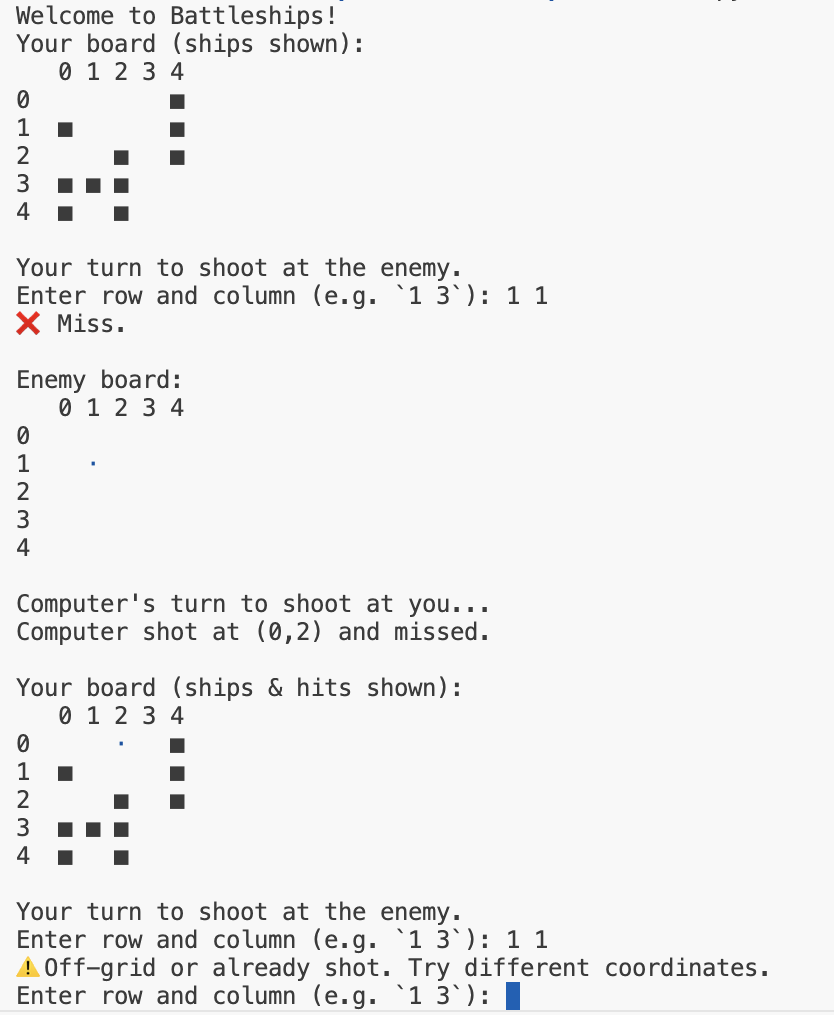 Welcome to Battleships!
Your board (ships shown):
   0 1 2 3 4
0          ■
1  ■       ■
2      ■   ■
3  ■ ■ ■
4  ■   ■
Your turn to shoot at the enemy.
Enter row and column (e.g. `1 3`): 1 1
❌ Miss.
Enemy board:
   0 1 2 3 4
0
1    ·
2
3
4
Computer's turn to shoot at you...
Computer shot at (0,2) and missed.
Your board (ships & hits shown):
   0 1 2 3 4
0      ·   ■
1  ■       ■
2      ■   ■
3  ■ ■ ■
4  ■   ■
Your turn to shoot at the enemy.
Enter row and column (e.g. `1 3`): 1 1
⚠️Off-grid or already shot. Try different coordinates.
Enter row and column (e.g. `1 3`):